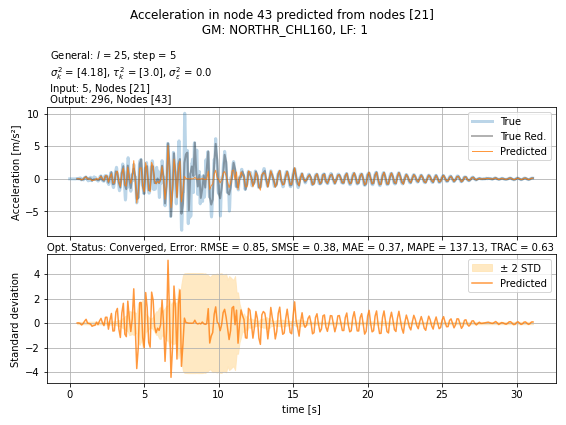 Acceleration in node 43 predicted from nodes [21]
GM: NORTHR_CHL160, LF: 1
General: l = 25, step = 5
σ²ₖ = [4.18], τ²ₖ = [3.0], σ²ₑ = 0.0
Input: 5, Nodes [21]
Output: 296, Nodes [43]
10
5
0
−5
Acceleration [m/s²]
True
True Red.
Predicted
Opt. Status: Converged, Error: RMSE = 0.85, SMSE = 0.38, MAE = 0.37, MAPE = 137.13, TRAC = 0.63
4
2
0
−2
−4
Standard deviation
± 2 STD
Predicted
0 5 10 15 20 25 30
time [s]